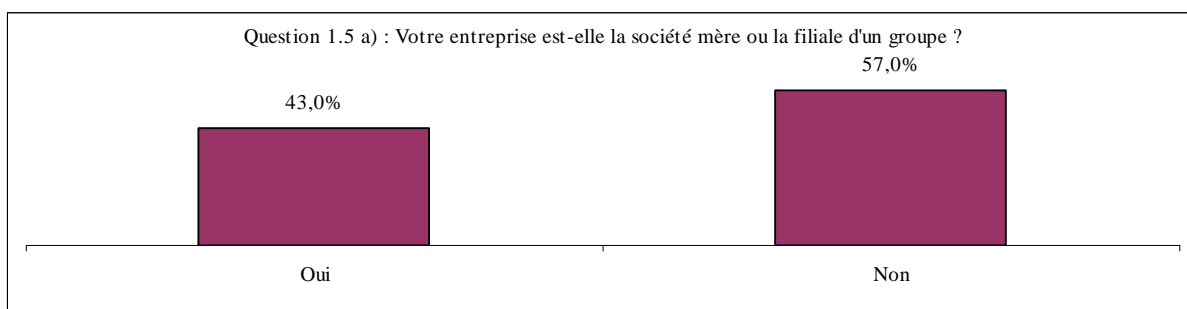 Question 1.5 a) : Votre entreprise est-elle la société mère ou la filiale d'un groupe ?
57,0%
43,0%
Oui
Non